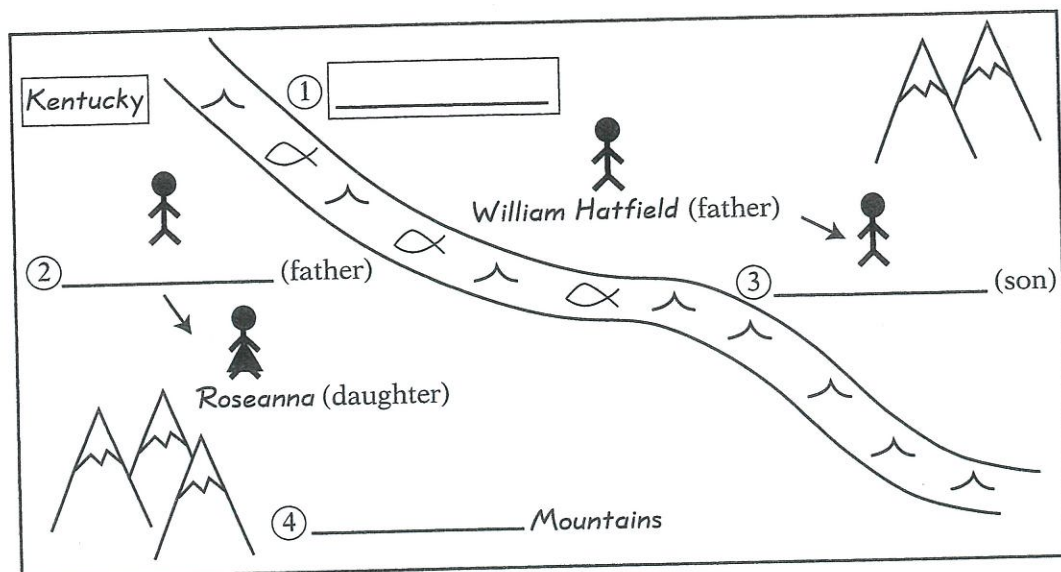 Kentucky
①
William Hatfield (father)
② (father)
③ (son)
Roseanna (daughter)
④ Mountains